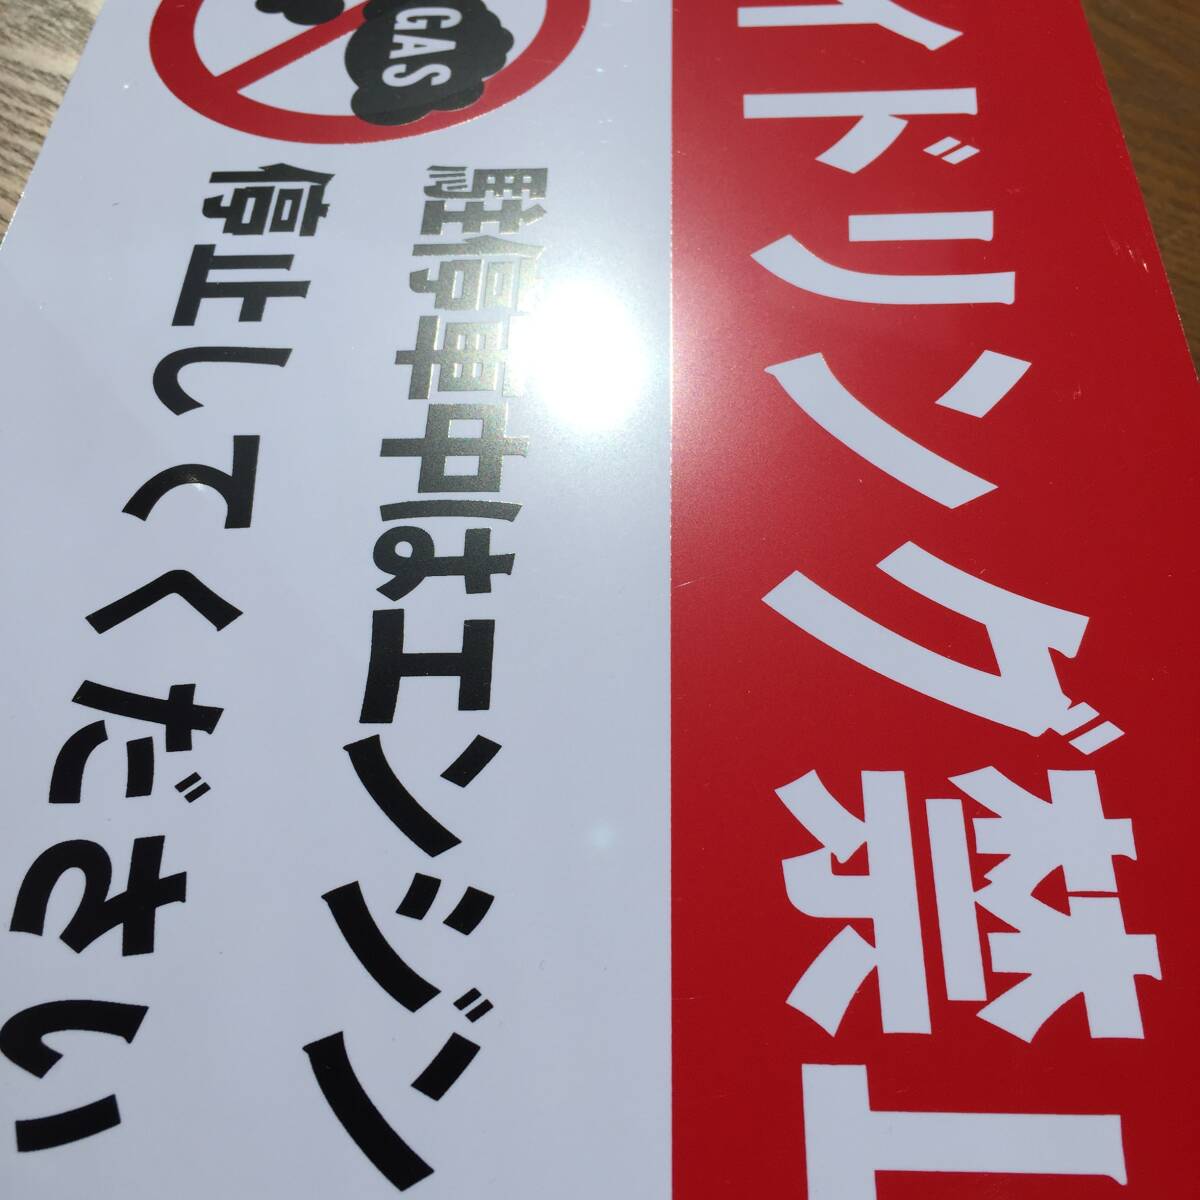 イドリング禁止
駐停車中はエンジン
停止してください
GAS